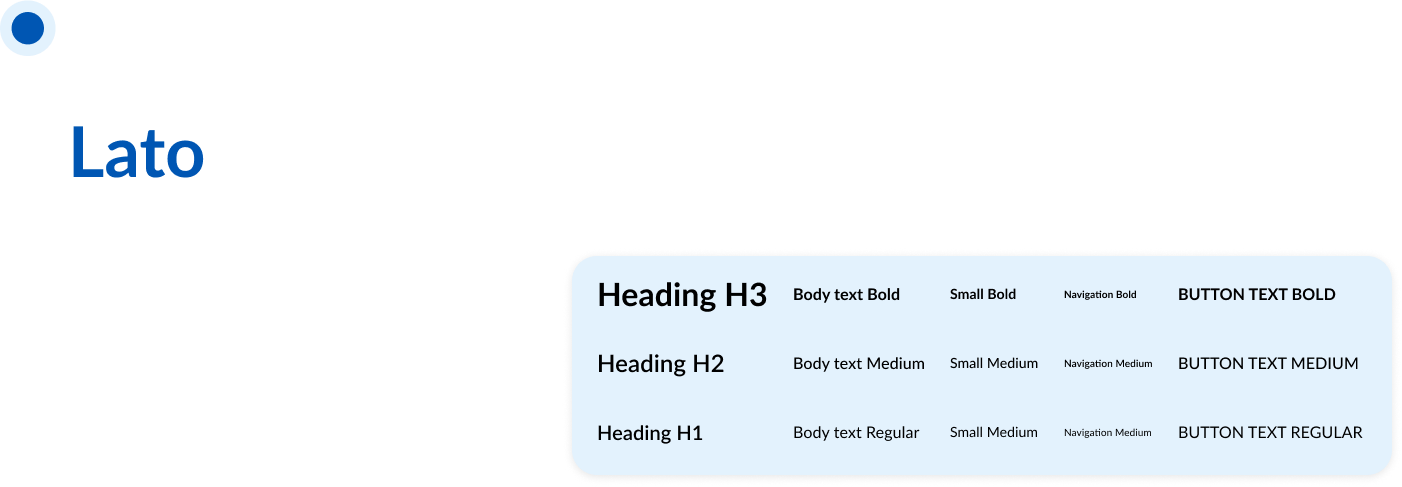 Lato
Heading H3 Body text Bold Small Bold Navigation Bold BUTTON TEXT BOLD
Heading H2 Body text Medium Small Medium Navigation Medium BUTTON TEXT MEDIUM
Heading H1 Body text Regular Small Medium Navigation Medium BUTTON TEXT REGULAR